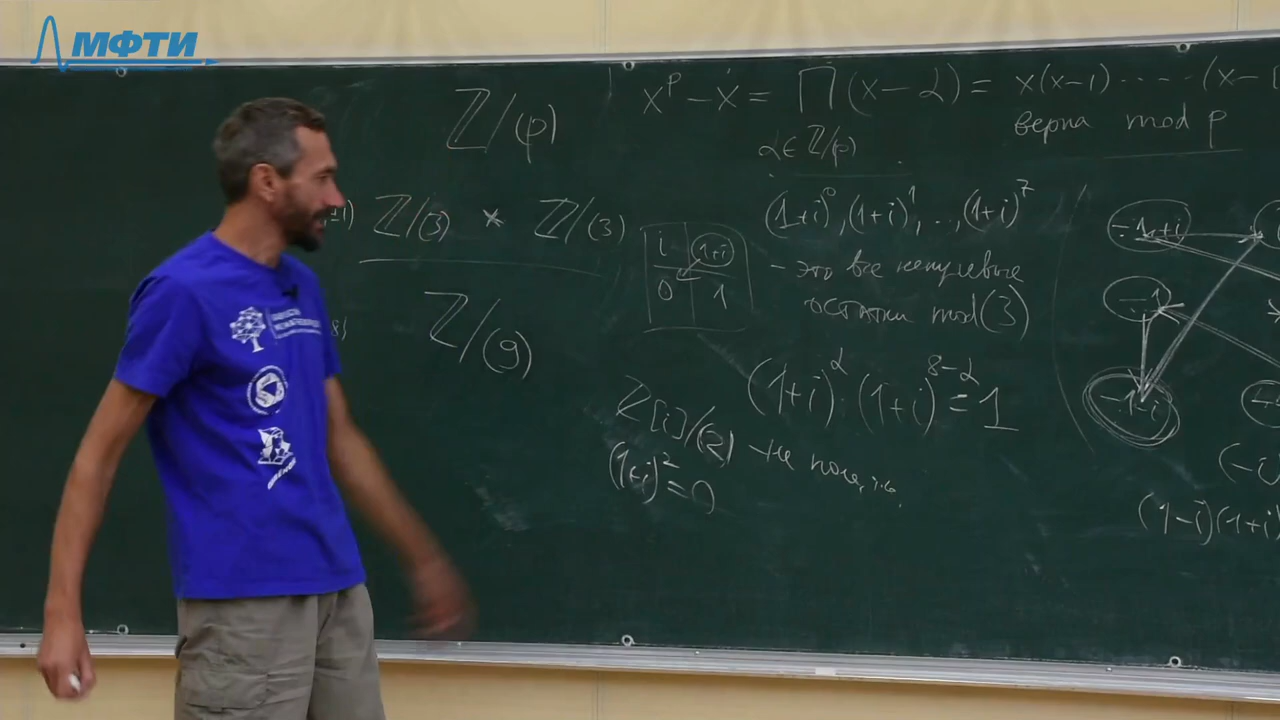 МФТИ
ℤ/(p)
x^p − x = ∏ (x − α) = x(x−1) ····· (x−
α ∈ ℤ/(p)
верна mod p
ℤ/(3) * ℤ/(3)
ℤ/(9)
i (1+i)
0 1
(1+i)^0, (1+i)^1, ..., (1+i)^7
– это все ненулевые
остатки mod(3)
(1+i)^α · (1+i)^{8−α} = 1
ℤ[i]/(2) – не поле, т.к.
(1+i)^2 = 0
−1+i
−1
−1−i
(−i)
(1−i)(1+i)